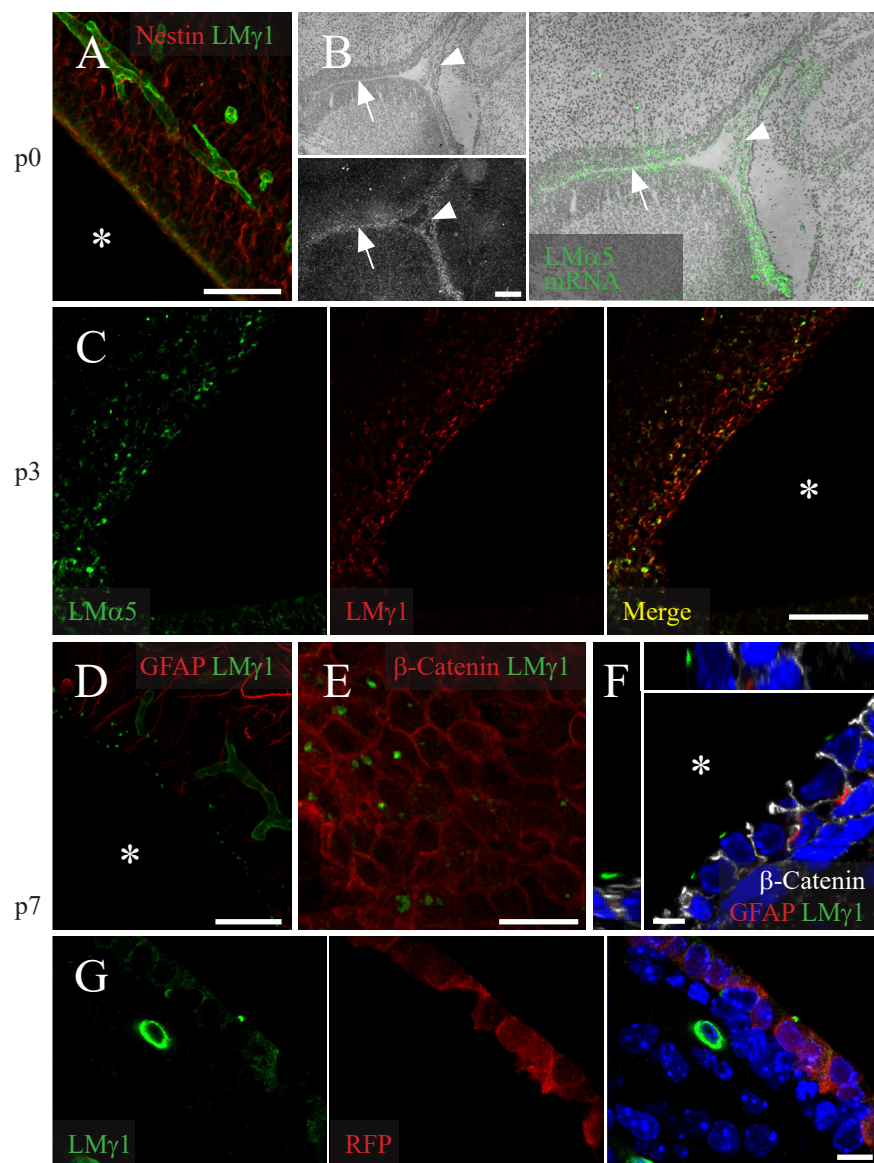 p0
A
Nestin LMγ1
B
LMα5
mRNA
p3
C
LMα5
LMγ1
Merge
*
p7
D
GFAP LMγ1
E
β-Catenin LMγ1
F
β-Catenin
GFAP LMγ1
G
LMγ1
RFP